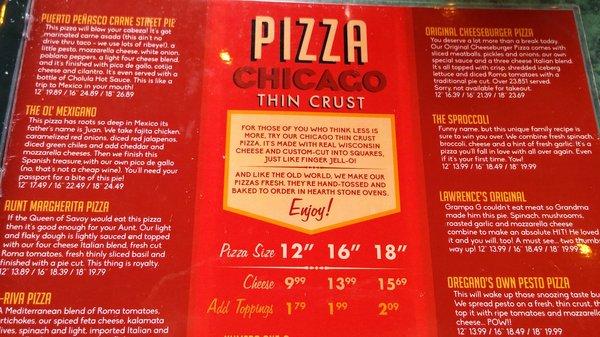 PUERTO PEÑASCO CARNE STREET PIE
This pizza will blow your cabeza! It's got
marinated carne asada (this ain't no
drive thru taco - we use lots of ribeye!), a
little pesto, mozzarella cheese, white onion,
poblano peppers, a light four cheese blend,
and it's finished with pico de gallo, cotija
cheese and cilantro. It's even served with a
bottle of Cholula Hot Sauce. This is like a
trip to Mexico in your mouth!
12" 19.89 / 16" 24.89 / 18" 26.89
THE OL' MEXIGANO
This pizza has roots so deep in Mexico its
father's name is Juan. We take fajita chicken,
caramelized red onions, diced red jalapenos,
diced green chiles and cheddar and
mozzarella cheeses. Then we finish this
Spanish treasure with our own pico de gallo
(no, that's not a cheap wine). You'll need your
passport for a bite of this pie!
12" 17.49 / 16" 22.49 / 18" 24.49
AUNT MARGHERITA PIZZA
If the Queen of Savoy would eat this pizza
then it's good enough for your Aunt. Our light
and flaky dough is lightly sauced and topped
with our four cheese Italian blend, fresh cut
Roma tomatoes, fresh thinly sliced basil and
finished with a pie cut. This thing is royalty.
12" 13.89 / 16" 18.39 / 18" 19.79
-RIVA PIZZA
A Mediterranean blend of Roma tomatoes,
artichokes, our spiced feta cheese, kalamata
olives, spinach and light, imported Italian and
PIZZA
CHICAGO
THIN CRUST
FOR THOSE OF YOU WHO THINK LESS IS
MORE, TRY OUR CHICAGO THIN CRUST
PIZZA. IT'S MADE WITH REAL WISCONSIN
CHEESE AND CUSTOM-CUT INTO SQUARES,
JUST LIKE FINGER JELL-O!
AND LIKE THE OLD WORLD, WE MAKE OUR
PIZZAS FRESH. THEY'RE HAND-TOSSED AND
BAKED TO ORDER IN HEARTH STONE OVENS.
Enjoy!
Pizza Size 12" 16" 18"
Cheese 9.99 13.99 15.69
Add Toppings 1.79 1.99 2.09
ORIGINAL CHEESEBURGER PIZZA
You deserve a lot more than a break today.
Our Original Cheeseburger Pizza comes with
sliced meatballs, pickles and onions, our own
special sauce and a three cheese Italian blend.
It's all topped with crisp, shredded iceberg
lettuce and diced Roma tomatoes with a
traditional pie cut. Over 23,851 served.
Sorry, not available for takeout.
12" 16.39 / 16" 21.39 / 18" 23.69
THE SPROCCOLI
Funny name, but this unique family recipe is
sure to win you over. We combine fresh spinach,
broccoli, cheese and a hint of fresh garlic. It's a
pizza you'll fall in love with all over again. Even
if it's your first time. Yow!
12" 13.99 / 16" 18.49 / 18" 19.99
LAWRENCE'S ORIGINAL
Grampa G couldn't eat meat so Grandma
made him this pie. Spinach, mushrooms,
roasted garlic and mozzarella cheese
combine to make an absolute HIT! He loved
it and you will, too! A must see... two thumbs
way up! 12" 13.99 / 16" 18.49 / 18" 19.99
OREGANO'S OWN PESTO PIZZA
This will wake up those snoozing taste bu
We spread pesto on a fresh, thin crust, the
top it with ripe tomatoes and mozzarella
cheese... POW!!
12" 13.99 / 16" 18.49 / 18" 19.99